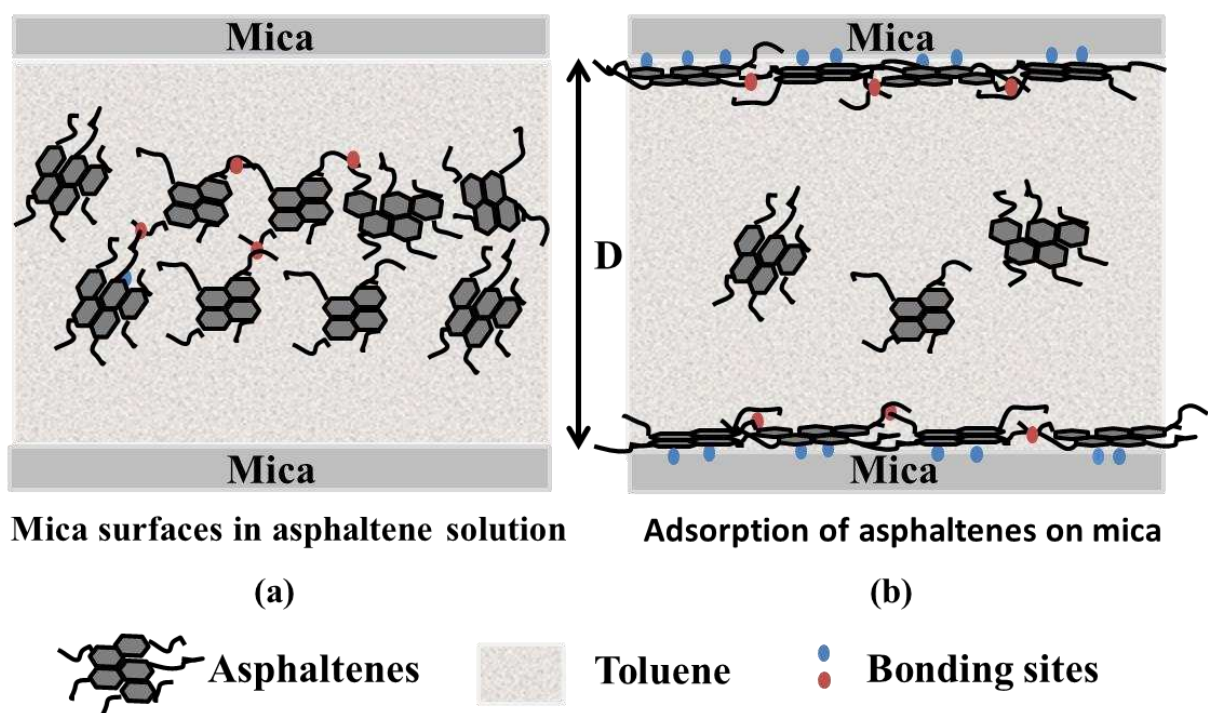 Mica
Mica
D
Mica
Mica
Mica surfaces in asphaltene solution
Adsorption of asphaltenes on mica
(a)
(b)
Asphaltenes
Toluene
Bonding sites